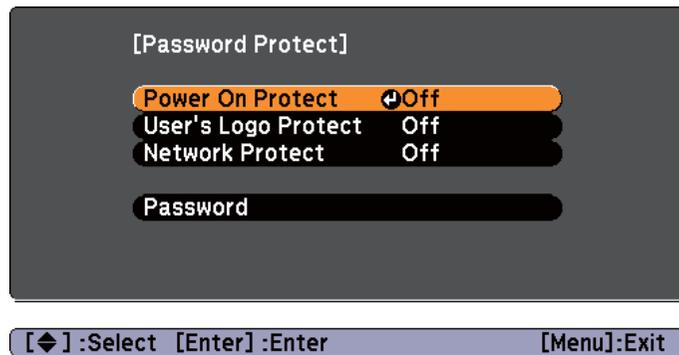 [Password Protect]
Power On Protect Off
User's Logo Protect Off
Network Protect Off
Password
[◆]:Select [Enter]:Enter [Menu]:Exit